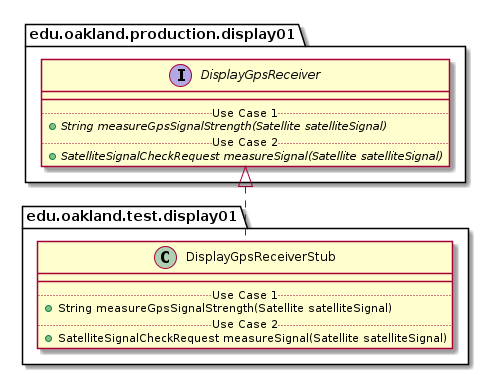 edu.oakland.production.display01
I DisplayGpsReceiver
Use Case 1
String measureGpsSignalStrength(Satellite satelliteSignal)
Use Case 2
SatelliteSignalCheckRequest measureSignal(Satellite satelliteSignal)
edu.oakland.test.display01
C DisplayGpsReceiverStub
Use Case 1
String measureGpsSignalStrength(Satellite satelliteSignal)
Use Case 2
SatelliteSignalCheckRequest measureSignal(Satellite satelliteSignal)